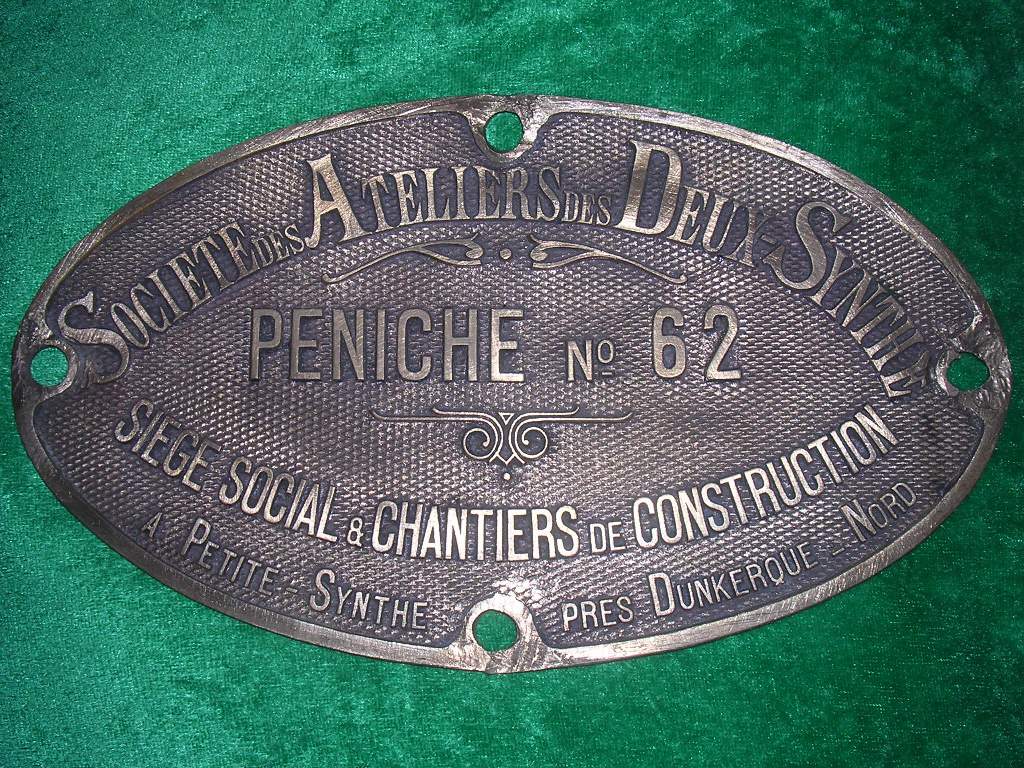 SOCIETE DES ATELIERS DES DEUX-SYNTHE
PENICHE No 62
SIEGE SOCIAL & CHANTIERS DE CONSTRUCTION
A PETITE-SYNTHE PRES DUNKERQUE-NORD